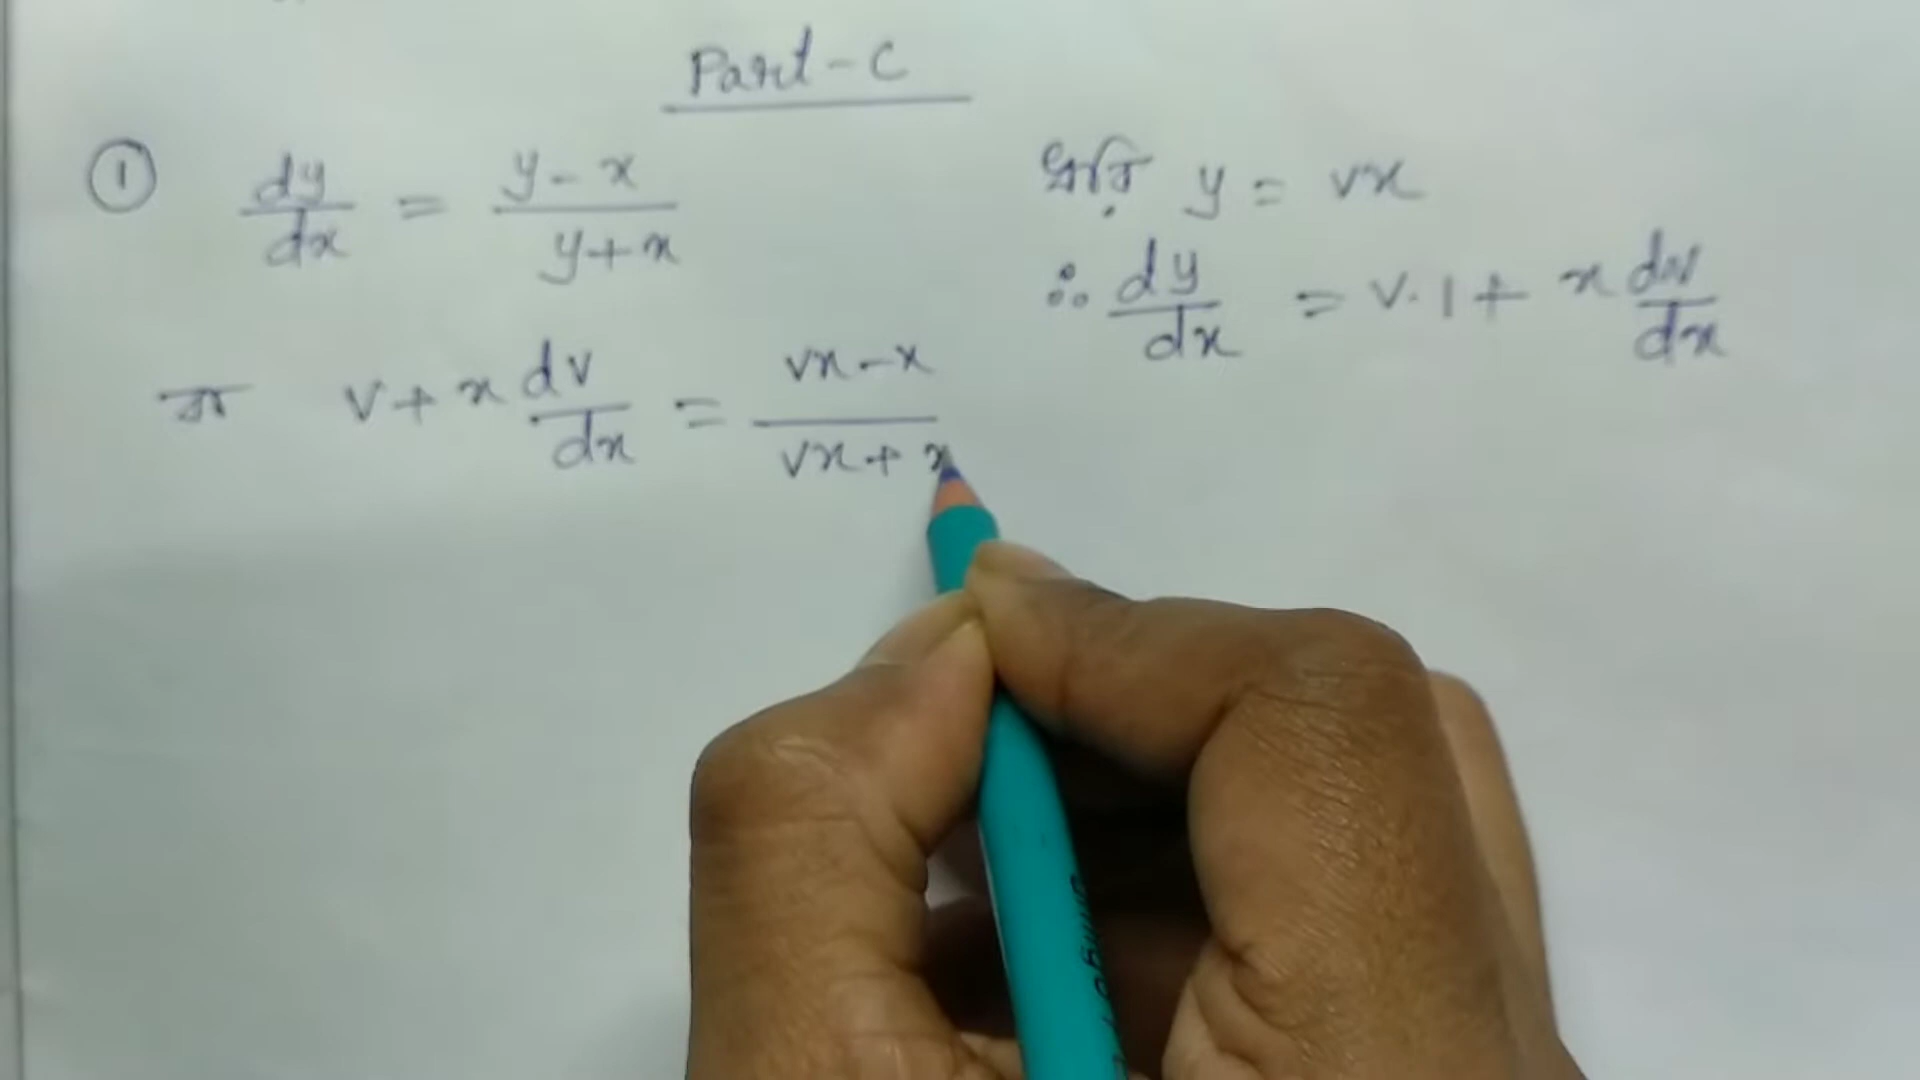 Part - C
① dy/dx = y - x / y + x
ধরি, y = vx
∴ dy/dx = v.1 + x dv/dx
বা v + x dv/dx = vx - x / vx + x